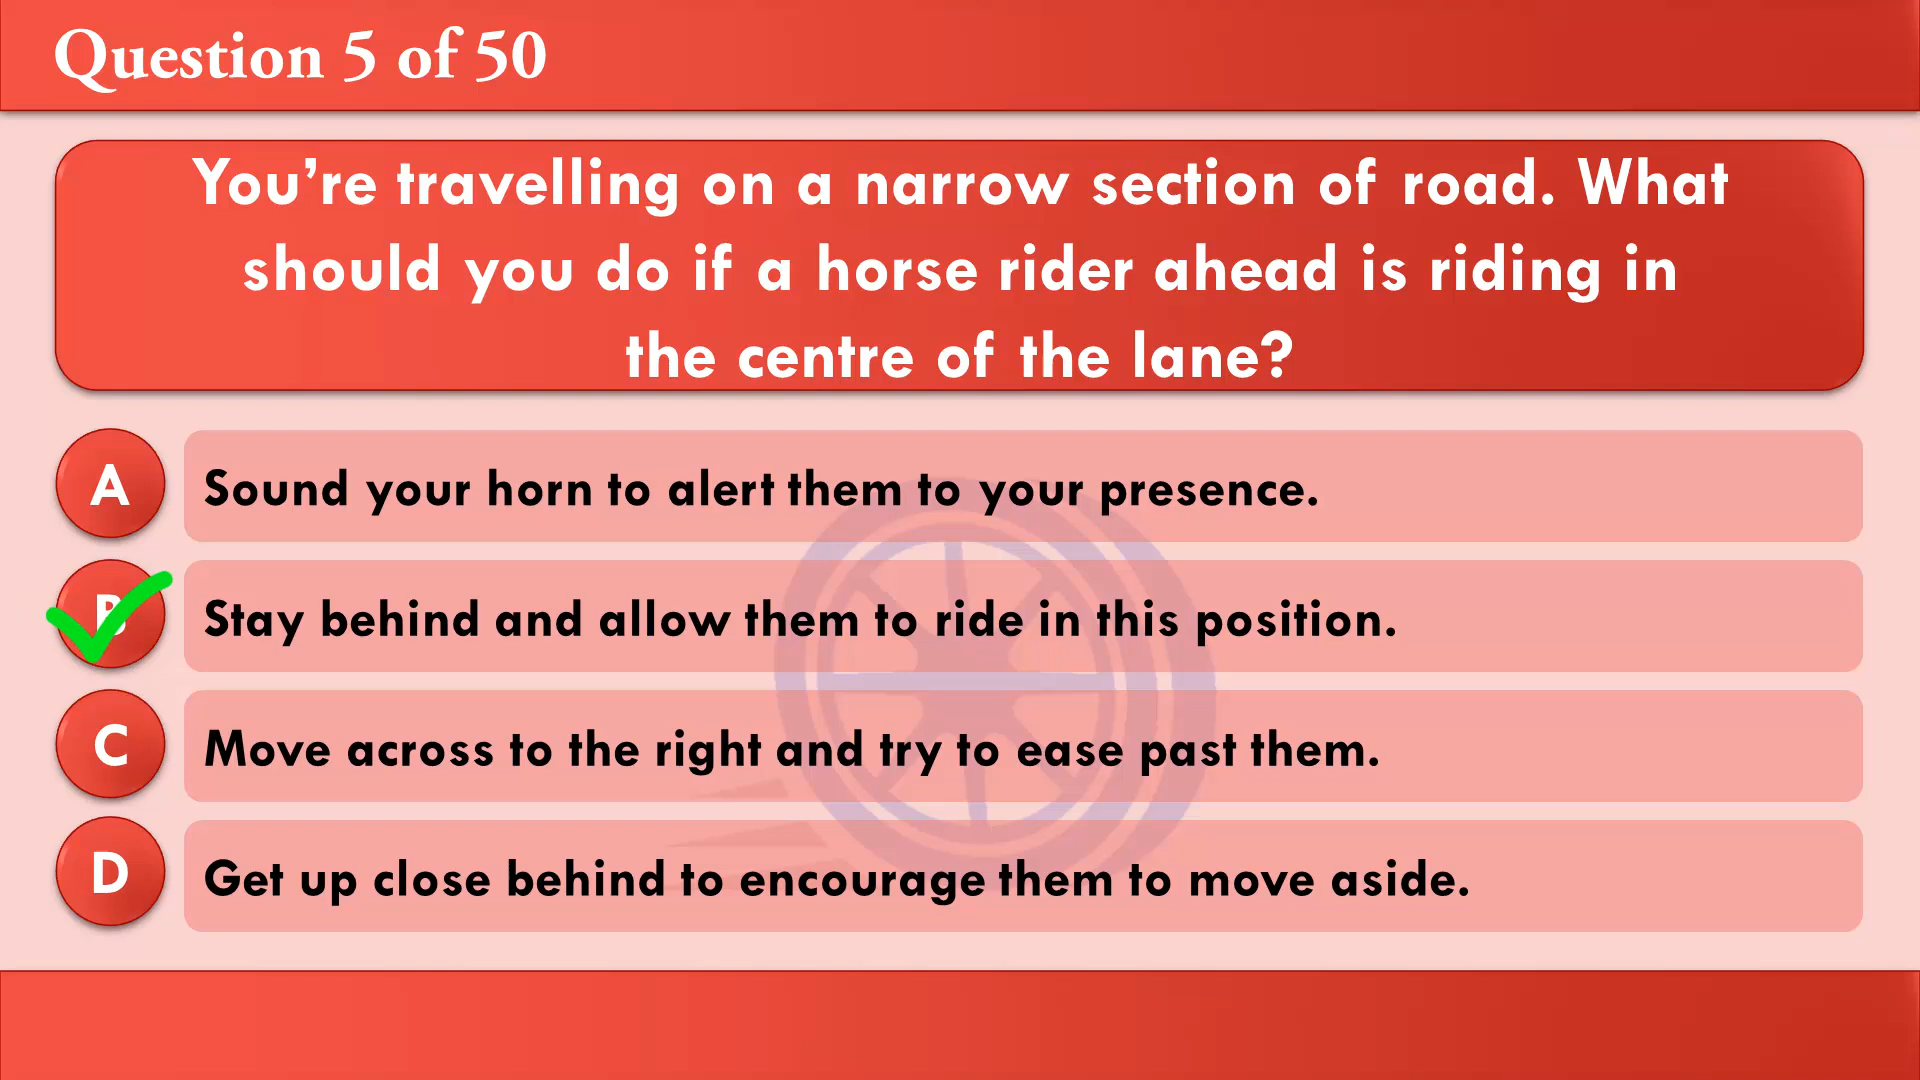 Question 5 of 50
You're travelling on a narrow section of road. What
should you do if a horse rider ahead is riding in
the centre of the lane?
A
Sound your horn to alert them to your presence.
B
Stay behind and allow them to ride in this position.
C
Move across to the right and try to ease past them.
D
Get up close behind to encourage them to move aside.